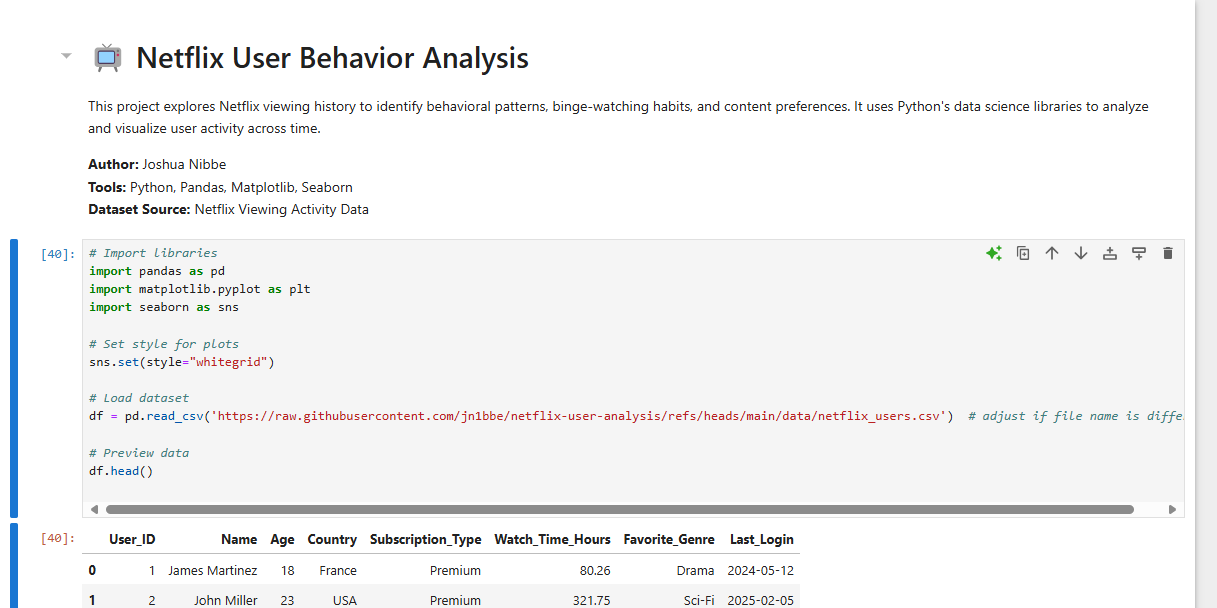 Netflix User Behavior Analysis
This project explores Netflix viewing history to identify behavioral patterns, binge-watching habits, and content preferences. It uses Python's data science libraries to analyze
and visualize user activity across time.
Author: Joshua Nibbe
Tools: Python, Pandas, Matplotlib, Seaborn
Dataset Source: Netflix Viewing Activity Data
[40]:
# Import libraries
import pandas as pd
import matplotlib.pyplot as plt
import seaborn as sns
# Set style for plots
sns.set(style="whitegrid")
# Load dataset
df = pd.read_csv('https://raw.githubusercontent.com/jn1bbe/netflix-user-analysis/refs/heads/main/data/netflix_users.csv')  # adjust if file name is diffe
# Preview data
df.head()
[40]:
User_ID Name Age Country Subscription_Type Watch_Time_Hours Favorite_Genre Last_Login
0 1 James Martinez 18 France Premium 80.26 Drama 2024-05-12
1 2 John Miller 23 USA Premium 321.75 Sci-Fi 2025-02-05